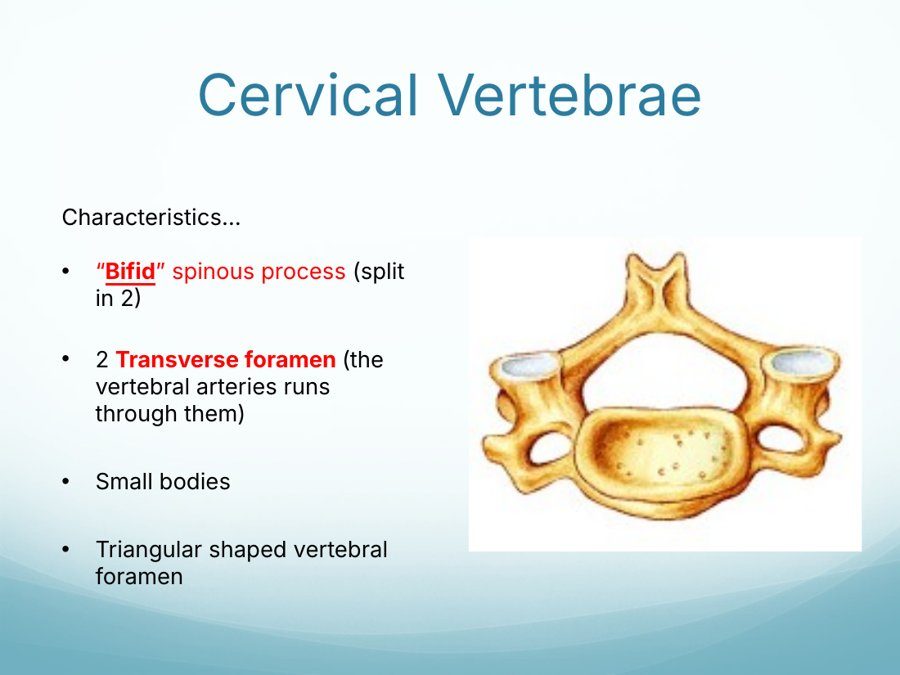 Cervical Vertebrae
Characteristics...
• “Bifid” spinous process (split
in 2)
• 2 Transverse foramen (the
vertebral arteries runs
through them)
• Small bodies
• Triangular shaped vertebral
foramen